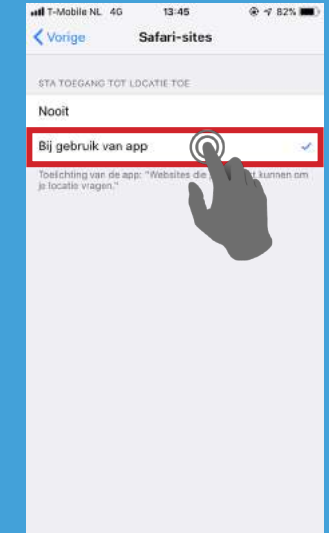 T-Mobile NL 4G 13:45 82%
Vorige Safari-sites
STA TOEGANG TOT LOCATIE TOE
Nooit
Bij gebruik van app
Toelichting van de app: "Websites die kunnen om
je locatie vragen."